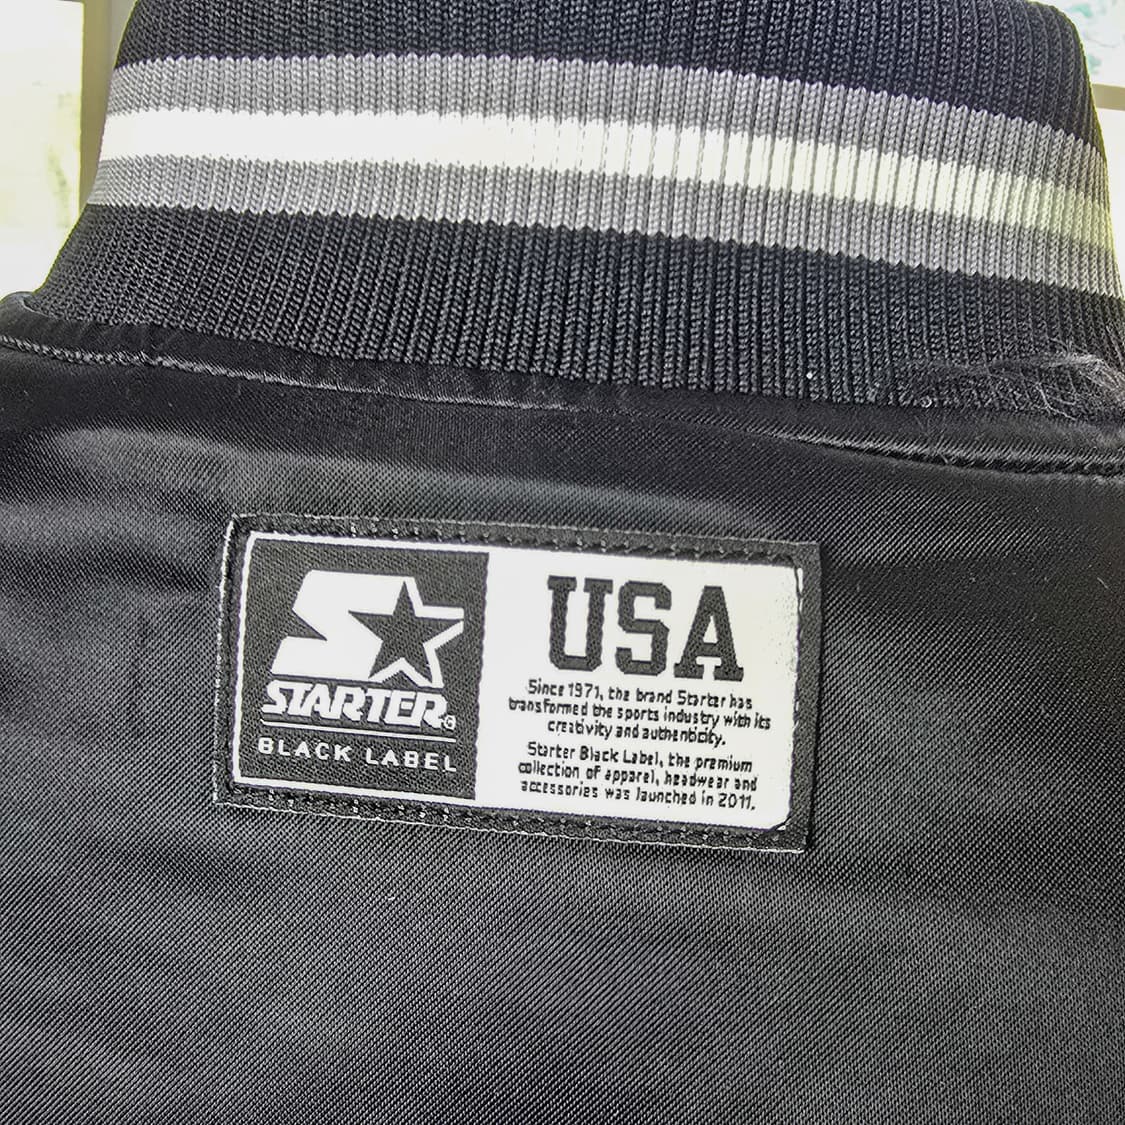 STARTER®
BLACK LABEL
USA
Since 1971, the brand Starter has
transformed the sports industry with its
creativity and authenticity.
Starter Black Label, the premium
collection of apparel, headwear and
accessories was launched in 2011.